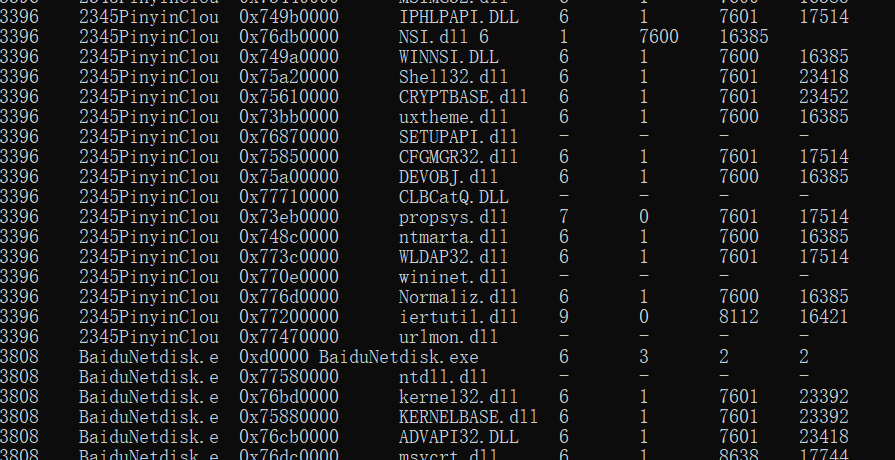 3396 2345PinyinClou 0x749b0000 IPHLPAPI.DLL 6 1 7601 17514
3396 2345PinyinClou 0x76db0000 NSI.dll 6 1 7600 16385
3396 2345PinyinClou 0x749a0000 WINNSI.DLL 6 1 7600 16385
3396 2345PinyinClou 0x75a20000 Shell32.dll 6 1 7601 23418
3396 2345PinyinClou 0x75610000 CRYPTBASE.dll 6 1 7601 23452
3396 2345PinyinClou 0x73bb0000 uxtheme.dll 6 1 7600 16385
3396 2345PinyinClou 0x76870000 SETUPAPI.dll - - - -
3396 2345PinyinClou 0x75850000 CFGMGR32.dll 6 1 7601 17514
3396 2345PinyinClou 0x75a00000 DEVOBJ.dll 6 1 7600 16385
3396 2345PinyinClou 0x77710000 CLBCatQ.DLL - - - -
3396 2345PinyinClou 0x73eb0000 propsys.dll 7 0 7601 17514
3396 2345PinyinClou 0x748c0000 ntmarta.dll 6 1 7600 16385
3396 2345PinyinClou 0x773c0000 WLDAP32.dll 6 1 7601 17514
3396 2345PinyinClou 0x770e0000 wininet.dll - - - -
3396 2345PinyinClou 0x776d0000 Normaliz.dll 6 1 7600 16385
3396 2345PinyinClou 0x77200000 iertutil.dll 9 0 8112 16421
3396 2345PinyinClou 0x77470000 urlmon.dll - - - -
3808 BaiduNetdisk.e 0xd0000 BaiduNetdisk.exe 6 3 2 2
3808 BaiduNetdisk.e 0x77580000 ntdll.dll - - - -
3808 BaiduNetdisk.e 0x76bd0000 kernel32.dll 6 1 7601 23392
3808 BaiduNetdisk.e 0x75880000 KERNELBASE.dll 6 1 7601 23392
3808 BaiduNetdisk.e 0x76cb0000 ADVAPI32.DLL 6 1 7601 23418
3808 BaiduNetdisk.e 0x76dc0000 msvcrt.dll 6 1 8638 17744